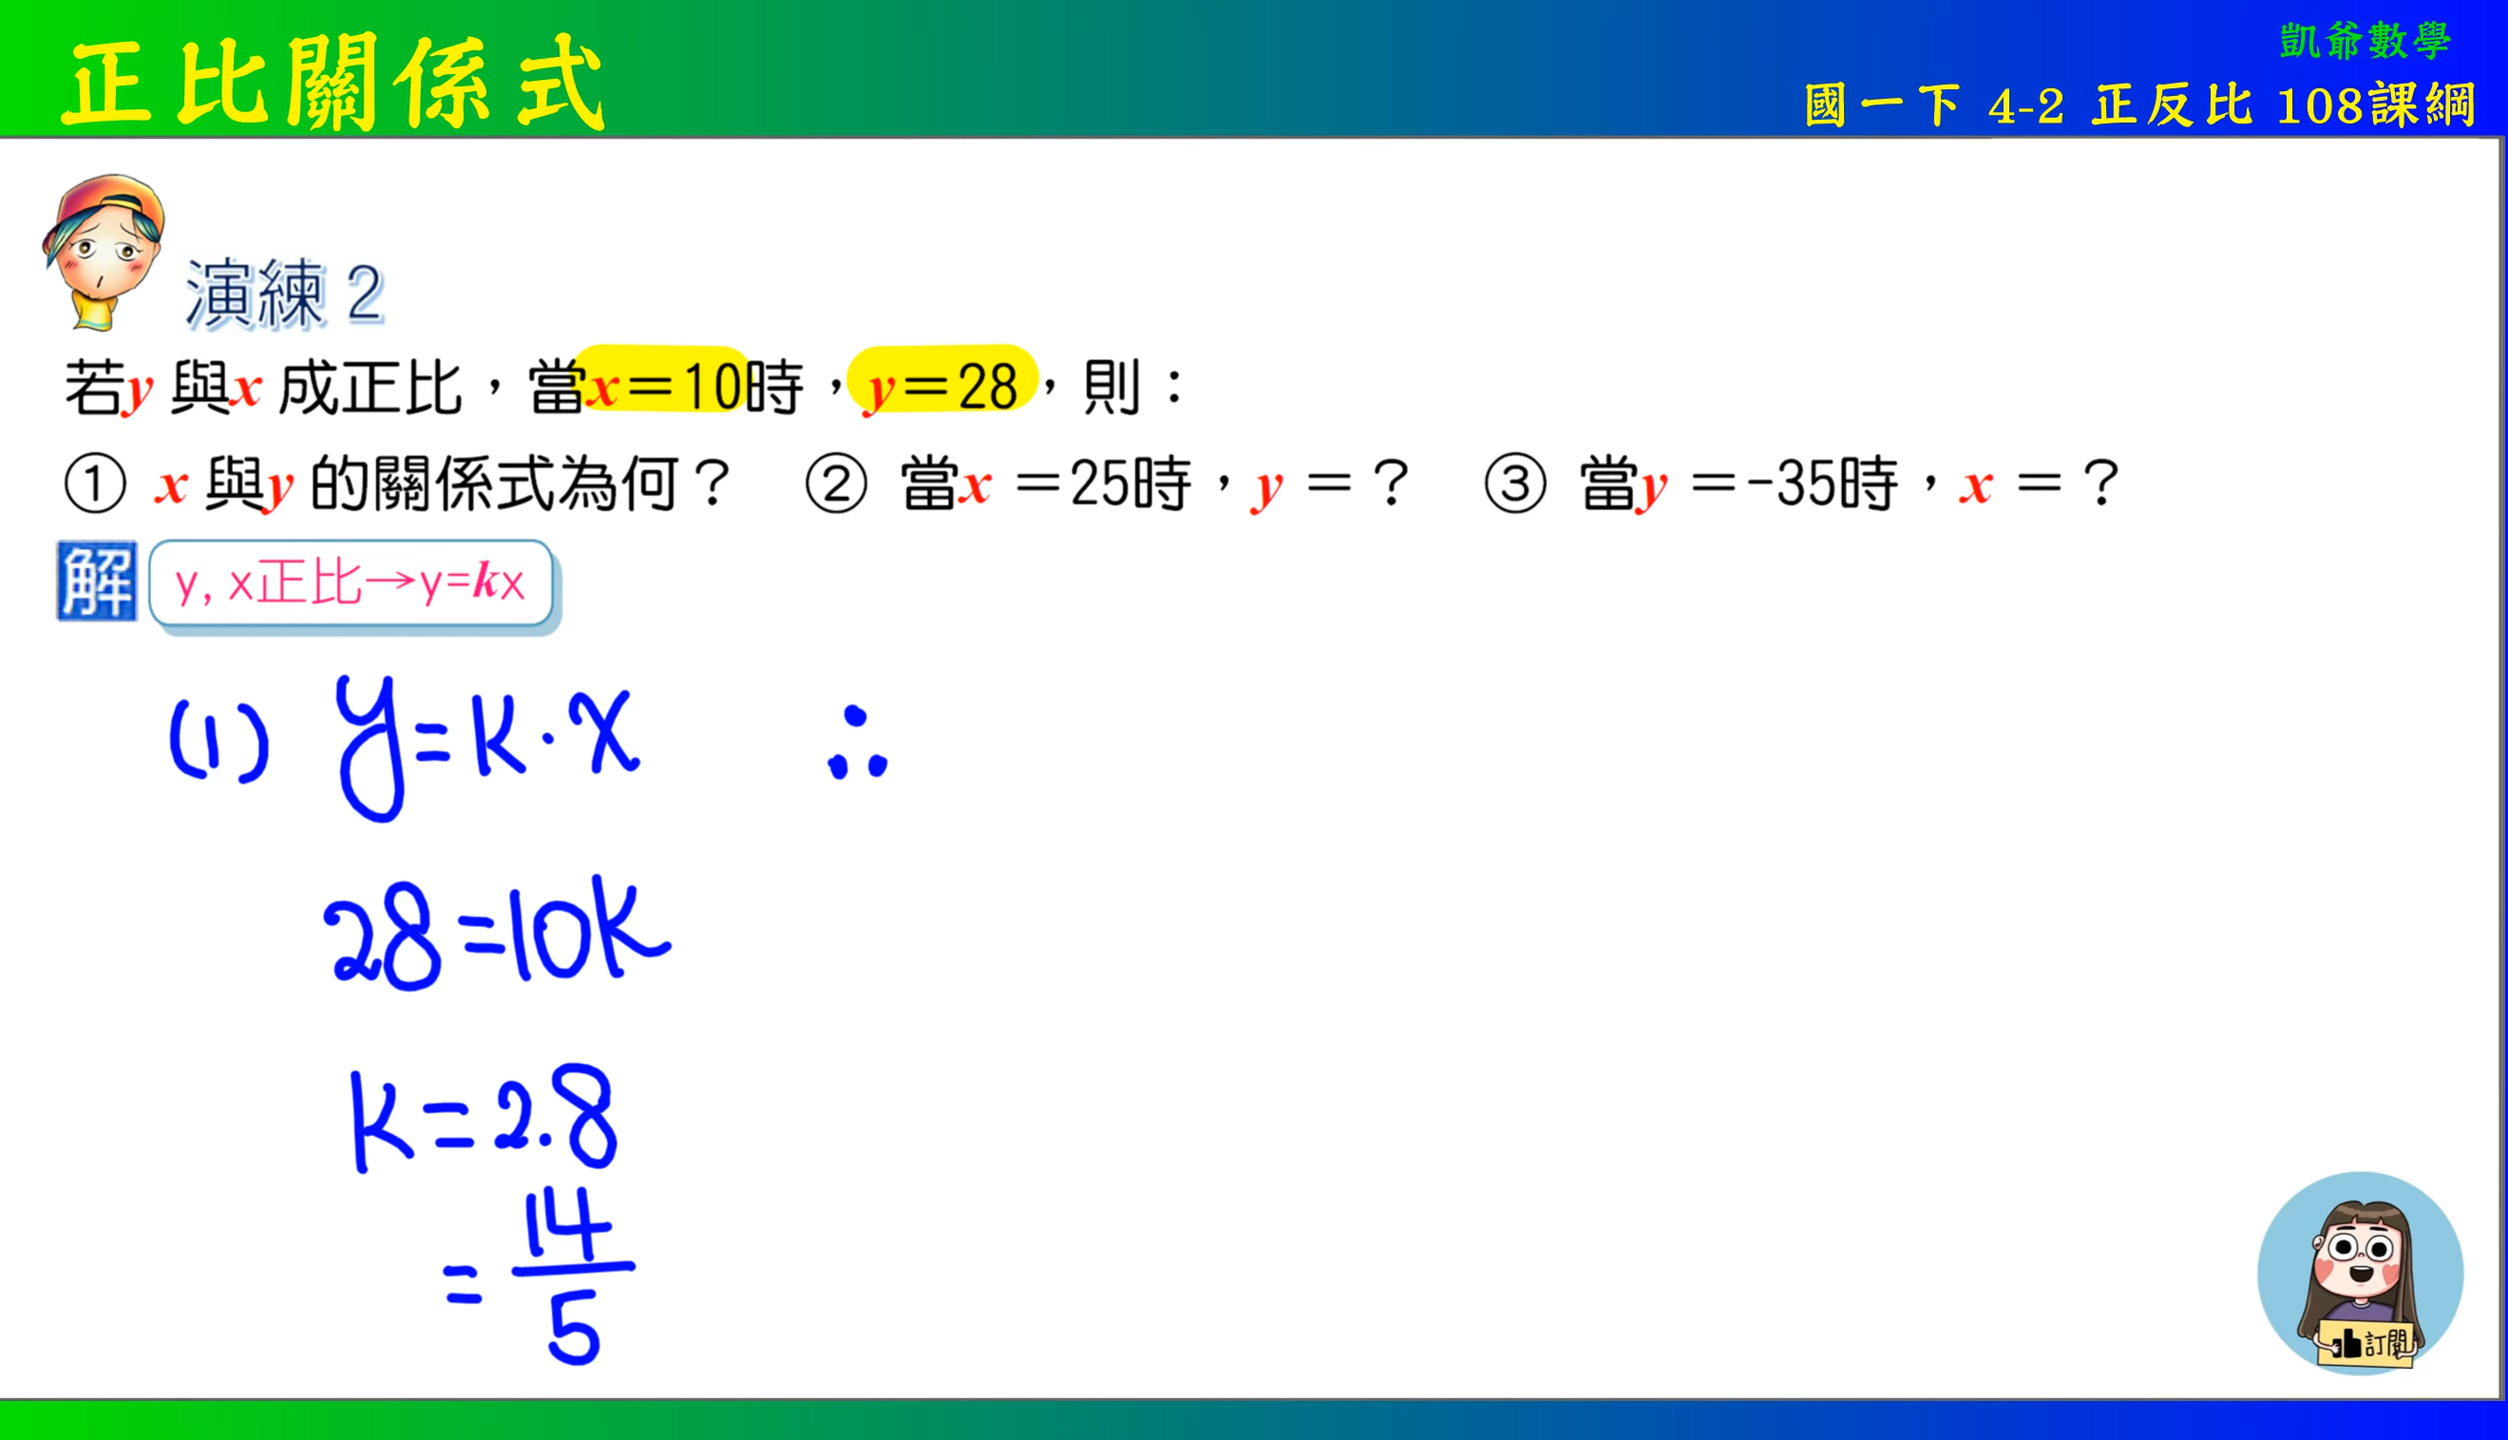 正比關係式
凱爺數學
國一下 4-2 正反比 108課綱
演練 2
若y 與x 成正比，當x＝10時，y＝28，則：
① x 與y 的關係式為何？ ② 當x ＝25時，y ＝？ ③ 當y ＝-35時，x ＝？
解 y, x正比→y=kx
(1) y=k·x ∴
28=10k
k=2.8
=14/5
訂閱